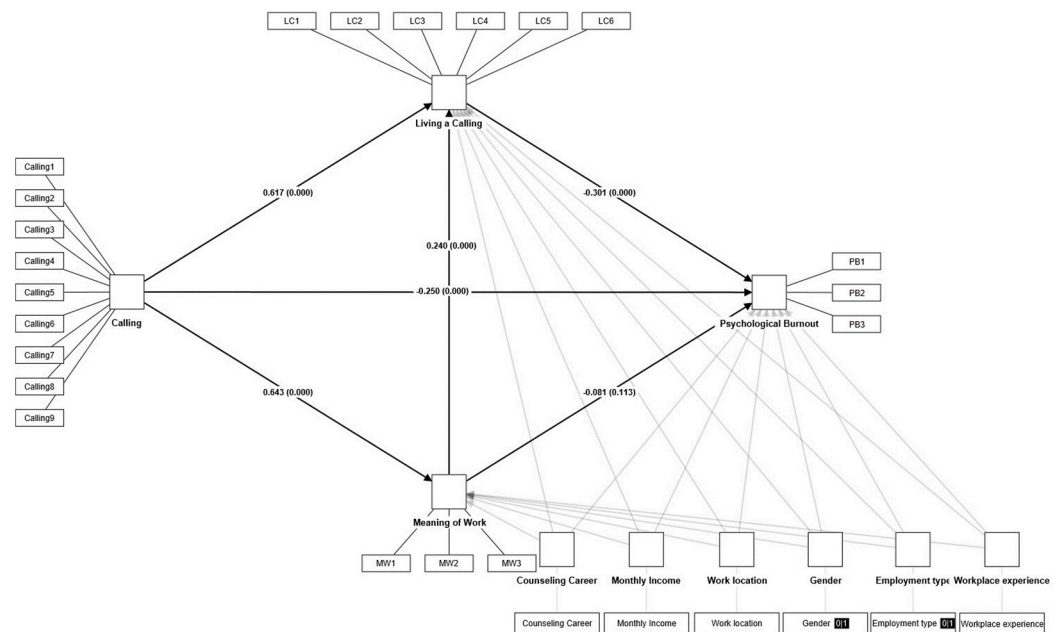 LC1 LC2 LC3 LC4 LC5 LC6
Living a Calling
Calling1
Calling2
Calling3
Calling4
Calling5
Calling6
Calling7
Calling8
Calling9
Calling
0.617 (0.000)
-0.301 (0.000)
0.240 (0.000)
-0.250 (0.000)
0.643 (0.000)
-0.081 (0.113)
PB1
PB2
PB3
Psychological Burnout
Meaning of Work
MW1 MW2 MW3
Counseling Career Monthly Income Work location Gender Employment type Workplace experience
Counseling Career Monthly Income Work location Gender 0|1 Employment type 0|1 Workplace experience